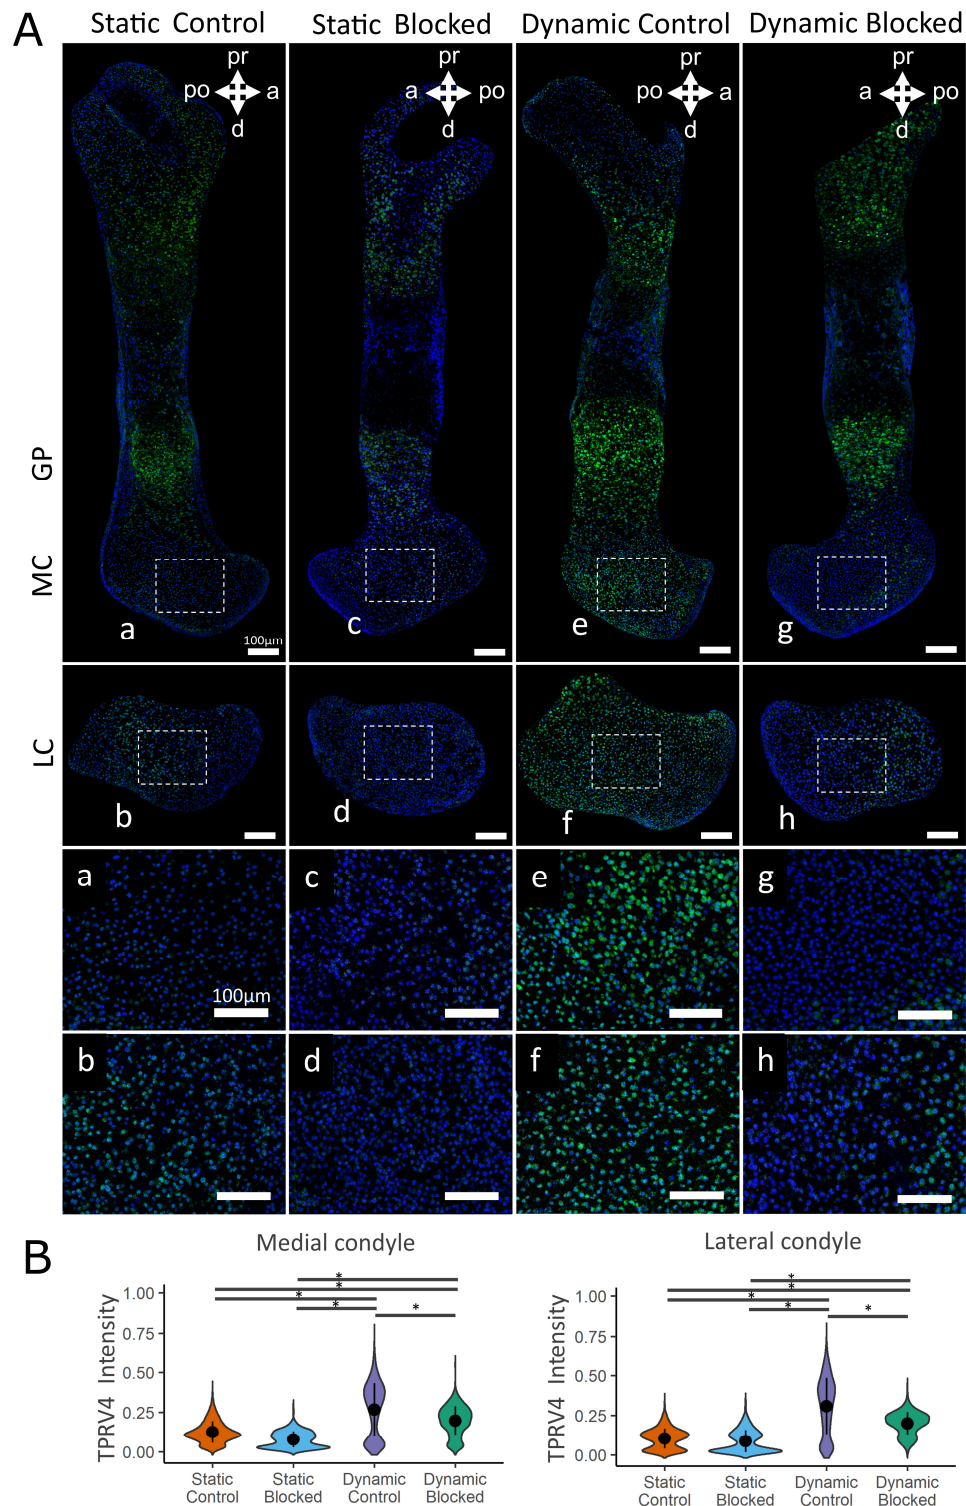 A
Static Control
Static Blocked
Dynamic Control
Dynamic Blocked
pr
po a
d
pr
a po
d
pr
po a
d
pr
a po
d
GP
MC
LC
a
100μm
c
e
g
b
d
f
h
a
100μm
c
e
g
b
d
f
h
B
Medial condyle
TPRV4 Intensity
1.00
0.75
0.50
0.25
0.00
*
*
*
*
*
Static
Control
Static
Blocked
Dynamic
Control
Dynamic
Blocked
Lateral condyle
TPRV4 Intensity
1.00
0.75
0.50
0.25
0.00
*
*
*
*
*
Static
Control
Static
Blocked
Dynamic
Control
Dynamic
Blocked